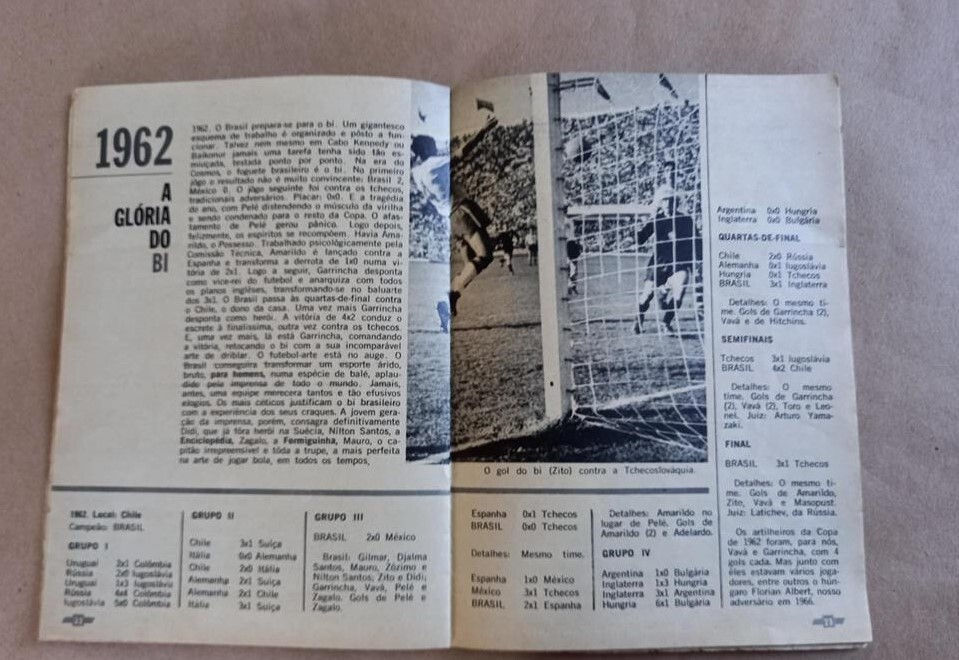 1962
A
GLÓRIA
DO
BI
1962. O Brasil prepara-se para o bi. Um gigantesco
esquema de trabalho é organizado e pôsto a fun-
cionar. Talvez nem mesmo em Cabo Kennedy ou
Baikonur jamais uma tarefa tenha sido tão es-
miuçada, testada ponto por ponto. Na era do
Cosmos, o foguete brasileiro é o bi. No primeiro
jôgo o resultado não é muito convincente: Brasil 2,
México 0. O jôgo seguinte foi contra os tchecos,
tradicionais adversários. Placar: 0x0. E a tragédia
do ano, com Pelé distendendo o músculo da virilha
e sendo condenado para o resto da Copa. O afas-
tamento de Pelé gerou pânico. Logo depois,
felizmente, os espíritos se recompõem. Havia Ama-
rildo, o Possesso. Trabalhado psicològicamente pela
Comissão Técnica, Amarildo é lançado contra a
Espanha e transforma a derrota de 1x0 numa vi-
tória de 2x1. Logo a seguir, Garrincha desponta
como vice-rei do futebol e anarquiza com todos
os planos inglêses, transformando-se no baluarte
dos 3x1. O Brasil passa às quartas-de-final contra
o Chile, o dono da casa. Uma vez mais Garrincha
desponta como herói. A vitória de 4x2 conduz o
escrete à finalíssima, outra vez contra os tchecos.
E, uma vez mais, lá está Garrincha, comandando
a vitória, retocando o bi com a sua incomparável
arte de driblar. O futebol-arte está no auge. O
Brasil conseguira transformar um esporte árido,
bruto, para homens, numa espécie de balé, aplau-
dido pela imprensa de todo o mundo. Jamais,
antes, uma equipe merecera tantos e tão efusivos
elogios. Os mais céticos justificam o bi brasileiro
com a experiência dos seus craques. A jovem gera-
ção da imprensa, porém, consagra definitivamente
Didi, que já fôra herói na Suécia, Nílton Santos, a
Enciclopédia, Zagalo, a Formiguinha, Mauro, o ca-
pitão irrepreensível e tôda a trupe, a mais perfeita
na arte de jogar bola, em todos os tempos.
O gol do bi (Zito) contra a Tchecoslováquia.
1962. Local: Chile
Campeão: BRASIL
GRUPO I
Uruguai 2x1 Colômbia
Rússia 2x0 Iugoslávia
Uruguai 1x3 Iugoslávia
Rússia 4x4 Colômbia
Iugoslávia 5x0 Colômbia
GRUPO II
Chile 3x1 Suíça
Itália 0x0 Alemanha
Chile 2x0 Itália
Alemanha 2x1 Suíça
Alemanha 2x1 Chile
Itália 3x1 Suíça
GRUPO III
BRASIL 2x0 México
Brasil: Gilmar, Djalma
Santos, Mauro, Zózimo e
Nílton Santos; Zito e Didi;
Garrincha, Vavá, Pelé e
Zagalo. Gols de Pelé e
Zagalo.
Espanha 0x1 Tchecos
BRASIL 0x0 Tchecos
Detalhes: Mesmo time.
Espanha 1x0 México
México 3x1 Tchecos
BRASIL 2x1 Espanha
Detalhes: Amarildo no
lugar de Pelé. Gols de
Amarildo (2) e Adelardo.
GRUPO IV
Argentina 1x0 Bulgária
Inglaterra 1x3 Hungria
Inglaterra 3x1 Argentina
Hungria 6x1 Bulgária
Argentina 0x0 Hungria
Inglaterra 0x0 Bulgária
QUARTAS-DE-FINAL
Chile 2x0 Rússia
Alemanha 0x1 Iugoslávia
Hungria 0x1 Tchecos
BRASIL 3x1 Inglaterra
Detalhes: O mesmo ti-
me. Gols de Garrincha (2),
Vavá e de Hitchins.
SEMIFINAIS
Tchecos 3x1 Iugoslávia
BRASIL 4x2 Chile
Detalhes: O mesmo
time. Gols de Garrincha
(2), Vavá (2), Toro e Leo-
nel. Juiz: Arturo Yama-
zaki.
FINAL
BRASIL 3x1 Tchecos
Detalhes: O mesmo ti-
me. Gols de Amarildo,
Zito, Vavá e Masopust.
Juiz: Latichev, da Rússia.
Os artilheiros da Copa
de 1962 foram, para nós,
Vavá e Garrincha, com 4
gols cada. Mas junto com
êles estavam vários joga-
dores, entre outros o hún-
garo Florian Albert, nosso
adversário em 1966.